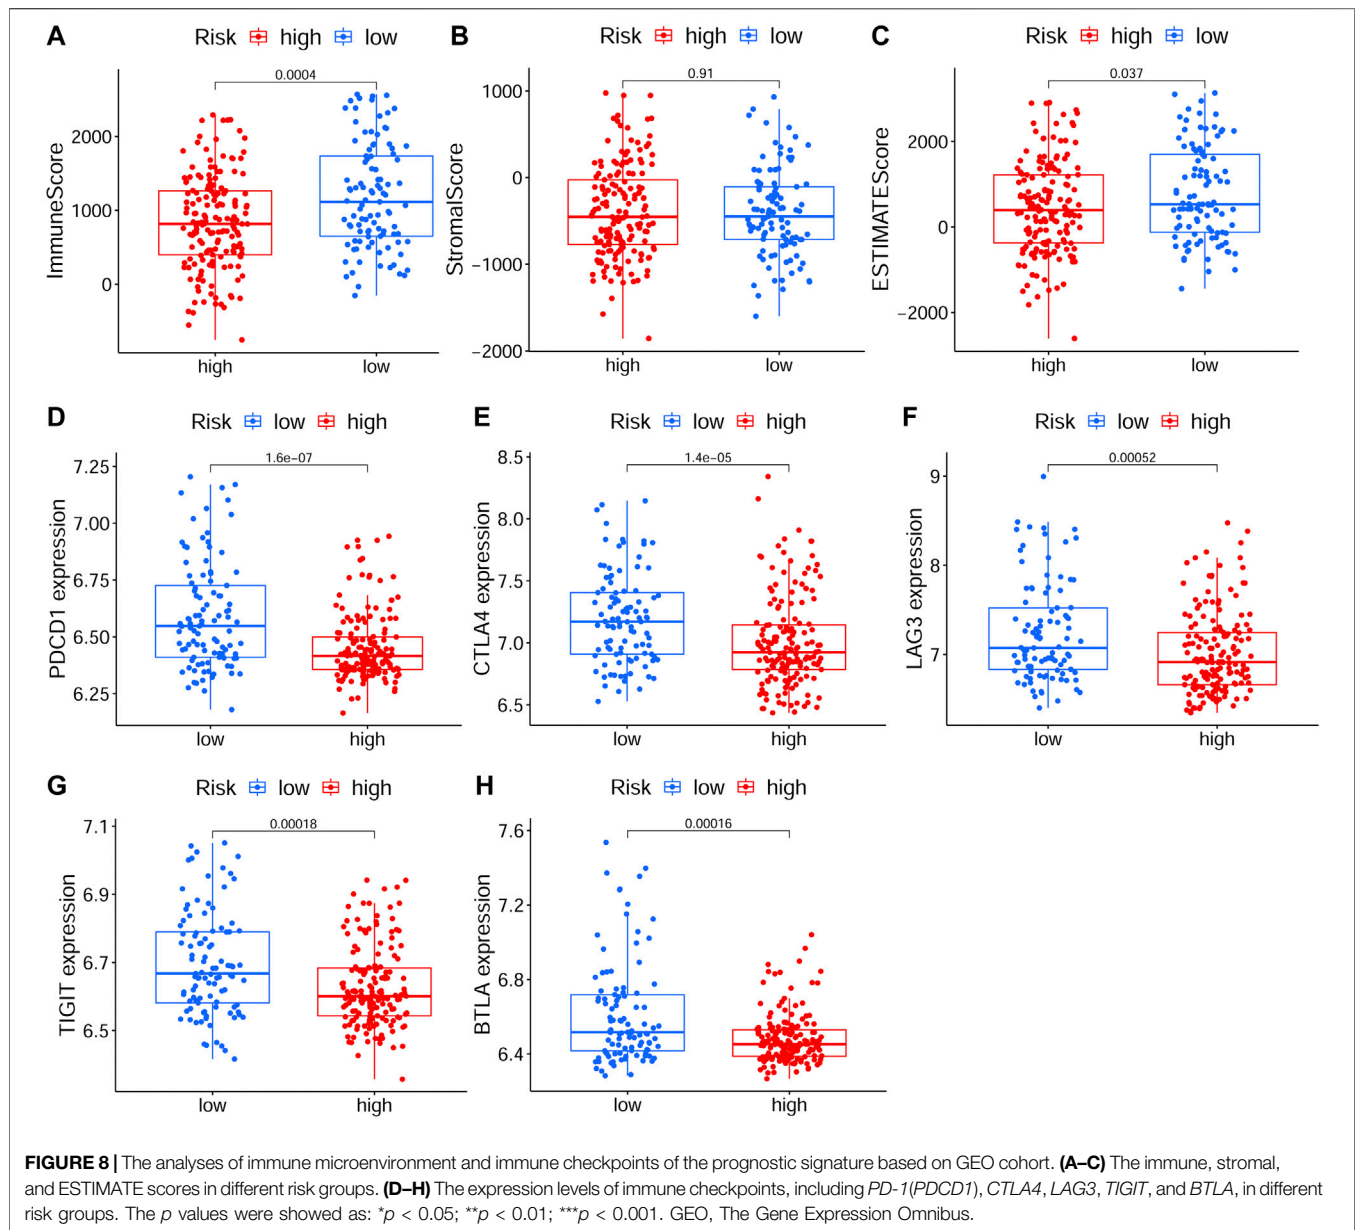 A Risk high low
0.0004
ImmuneScore
2000
1000
0
high low
B Risk high low
0.91
StromalScore
1000
0
−1000
−2000
high low
C Risk high low
0.037
ESTIMATEScore
2000
0
−2000
high low
D Risk low high
1.6e−07
PDCD1 expression
7.25
7.00
6.75
6.50
6.25
low high
E Risk low high
1.4e−05
CTLA4 expression
8.5
8.0
7.5
7.0
6.5
low high
F Risk low high
0.00052
LAG3 expression
9
8
7
low high
G Risk low high
0.00018
TIGIT expression
7.1
6.9
6.7
6.5
low high
H Risk low high
0.00016
BTLA expression
7.6
7.2
6.8
6.4
low high
FIGURE 8 | The analyses of immune microenvironment and immune checkpoints of the prognostic signature based on GEO cohort. (A–C) The immune, stromal,
and ESTIMATE scores in different risk groups. (D–H) The expression levels of immune checkpoints, including PD-1(PDCD1), CTLA4, LAG3, TIGIT, and BTLA, in different
risk groups. The p values were showed as: *p < 0.05; **p < 0.01; ***p < 0.001. GEO, The Gene Expression Omnibus.